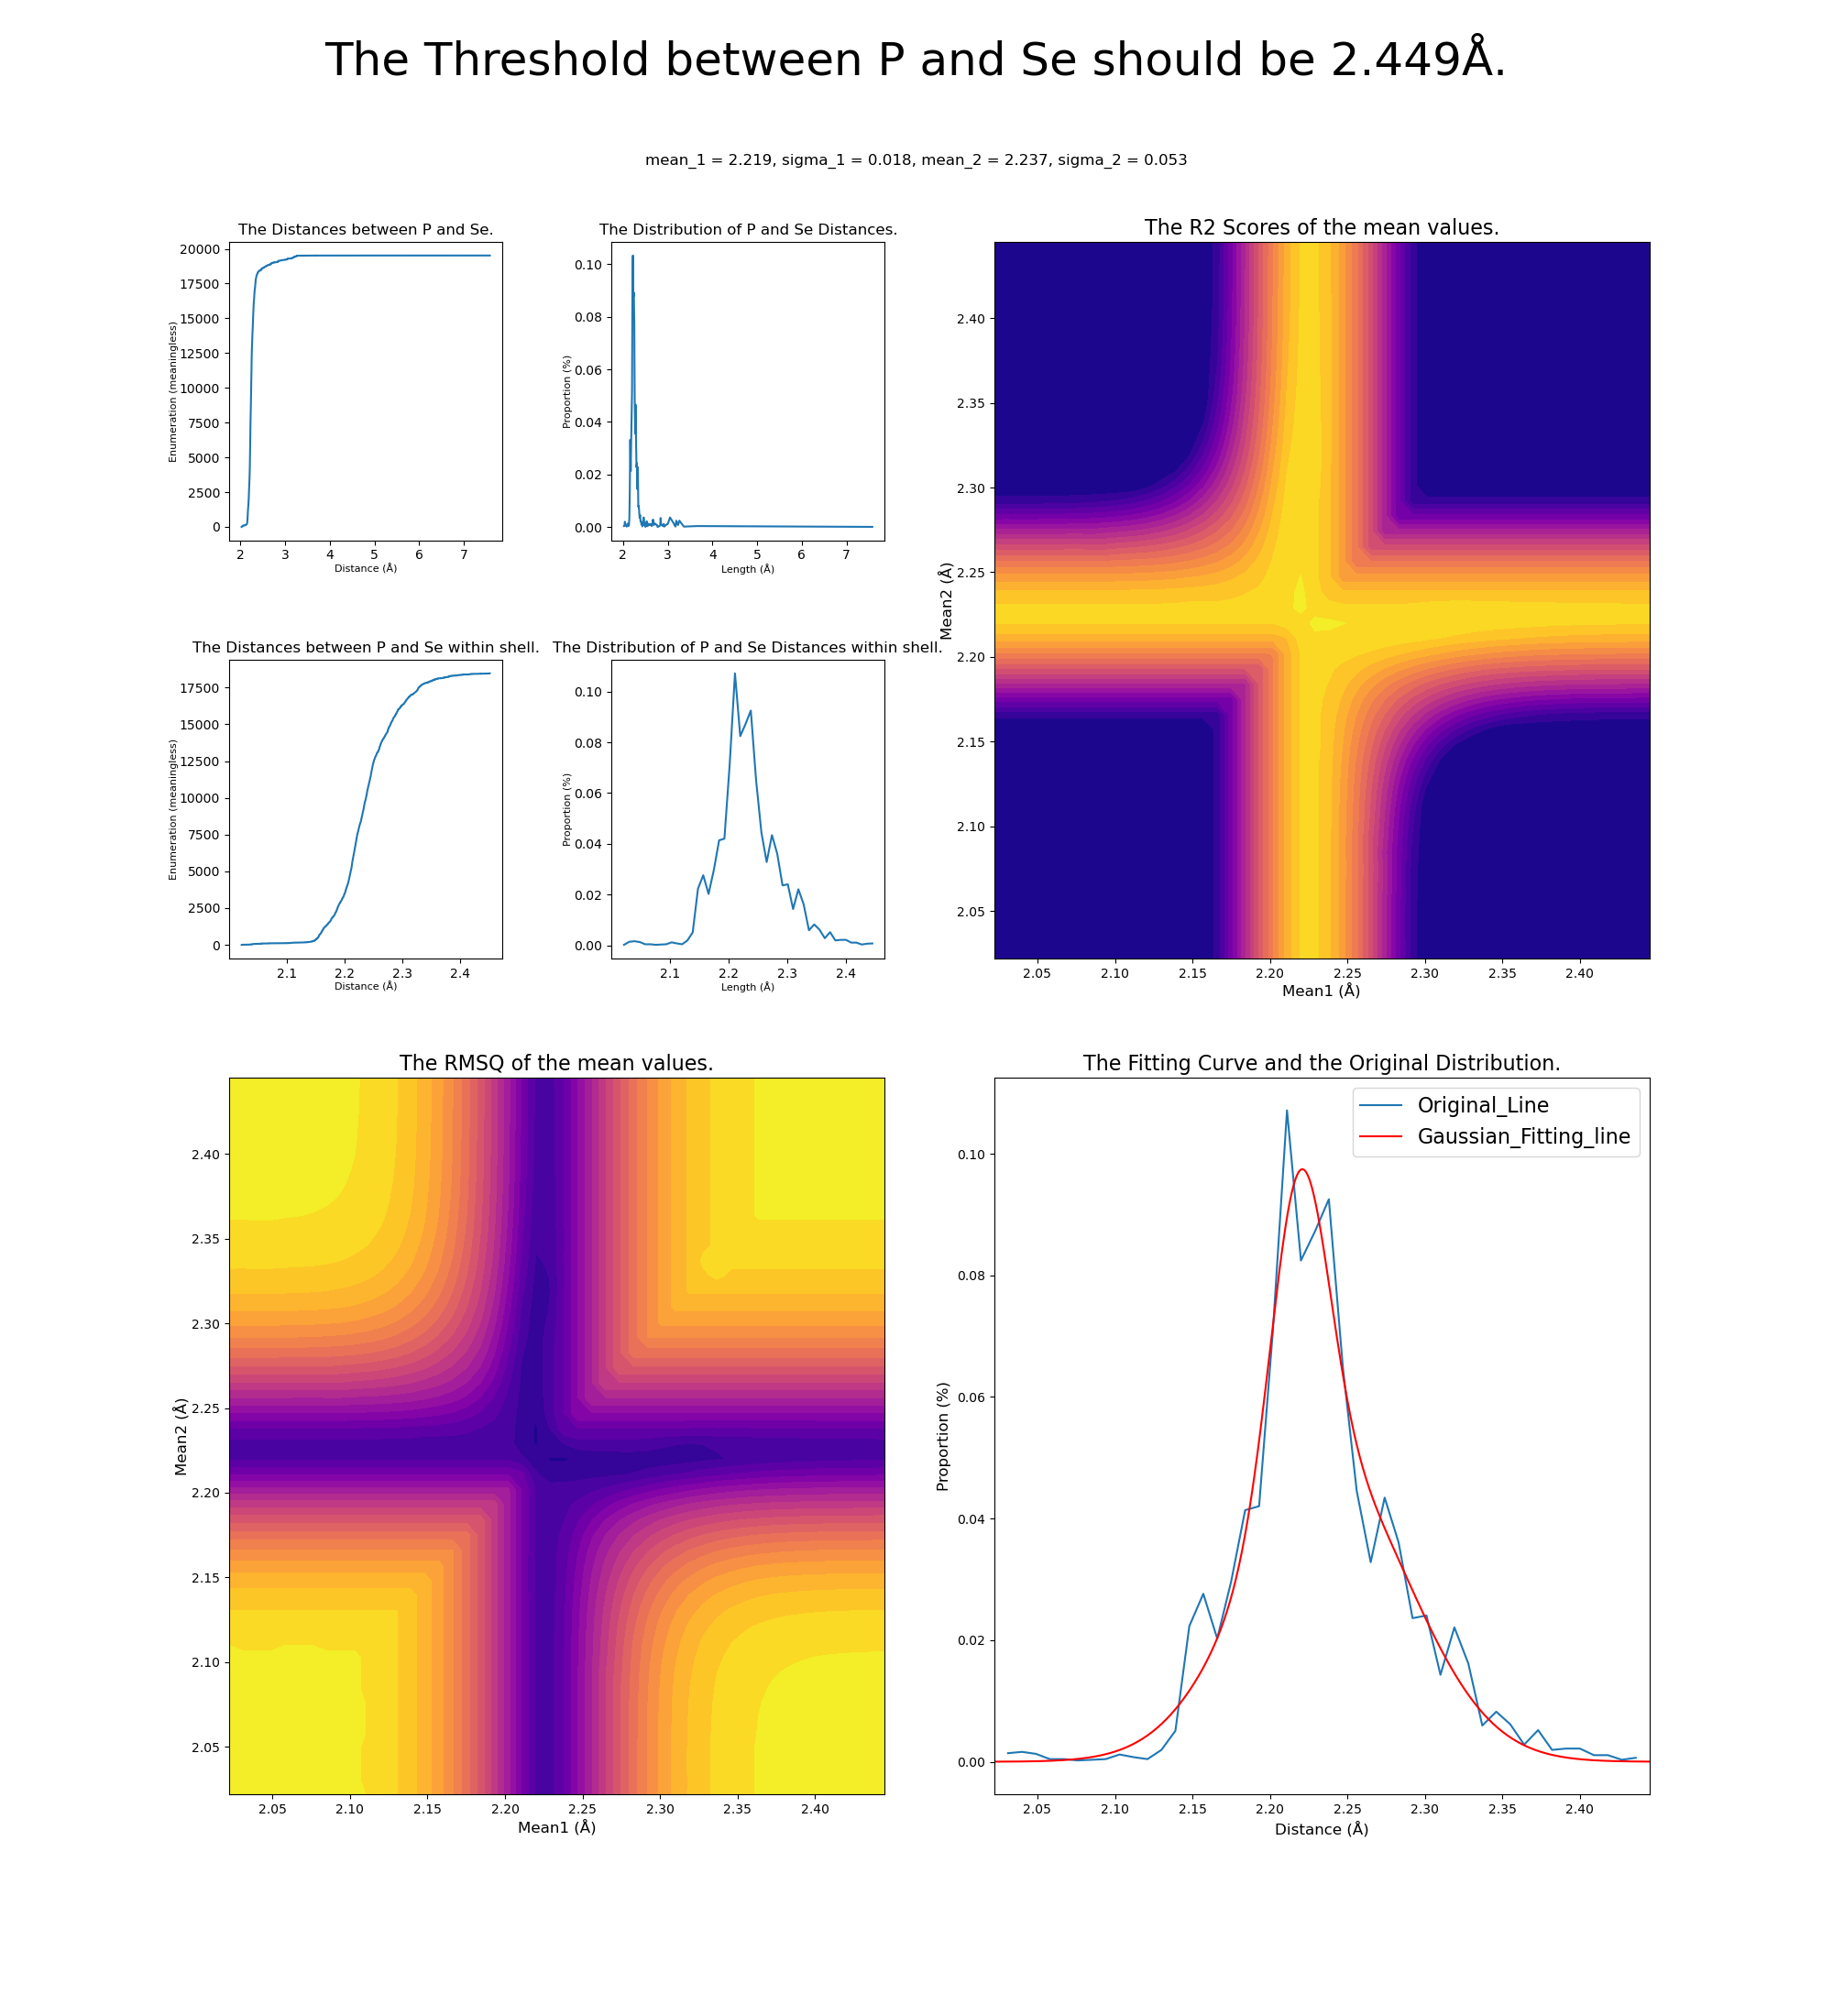 The Threshold between P and Se should be 2.449Å.
mean_1 = 2.219, sigma_1 = 0.018, mean_2 = 2.237, sigma_2 = 0.053
The Distances between P and Se.
20000
17500
15000
12500
10000
7500
5000
2500
0
Enumeration (meaningless)
2 3 4 5 6 7
Distance (Å)
The Distribution of P and Se Distances.
0.10
0.08
0.06
0.04
0.02
0.00
Proportion (%)
2 3 4 5 6 7
Length (Å)
The R2 Scores of the mean values.
2.40
2.35
2.30
2.25
2.20
2.15
2.10
2.05
Mean2 (Å)
2.05 2.10 2.15 2.20 2.25 2.30 2.35 2.40
Mean1 (Å)
The Distances between P and Se within shell.
17500
15000
12500
10000
7500
5000
2500
0
Enumeration (meaningless)
2.1 2.2 2.3 2.4
Distance (Å)
The Distribution of P and Se Distances within shell.
0.10
0.08
0.06
0.04
0.02
0.00
Proportion (%)
2.1 2.2 2.3 2.4
Length (Å)
The RMSQ of the mean values.
2.40
2.35
2.30
2.25
2.20
2.15
2.10
2.05
Mean2 (Å)
2.05 2.10 2.15 2.20 2.25 2.30 2.35 2.40
Mean1 (Å)
The Fitting Curve and the Original Distribution.
Original_Line
Gaussian_Fitting_line
0.10
0.08
0.06
0.04
0.02
0.00
Proportion (%)
2.05 2.10 2.15 2.20 2.25 2.30 2.35 2.40
Distance (Å)